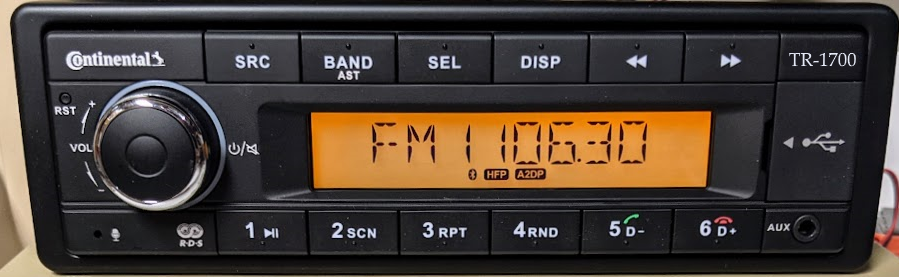 Continental SRC BAND SEL DISP TR-1700
AST
RST + VOL -
FM1 106.30
HFP A2DP
R·D·S 1 2 SCN 3 RPT 4 RND 5 D- 6 D+ AUX